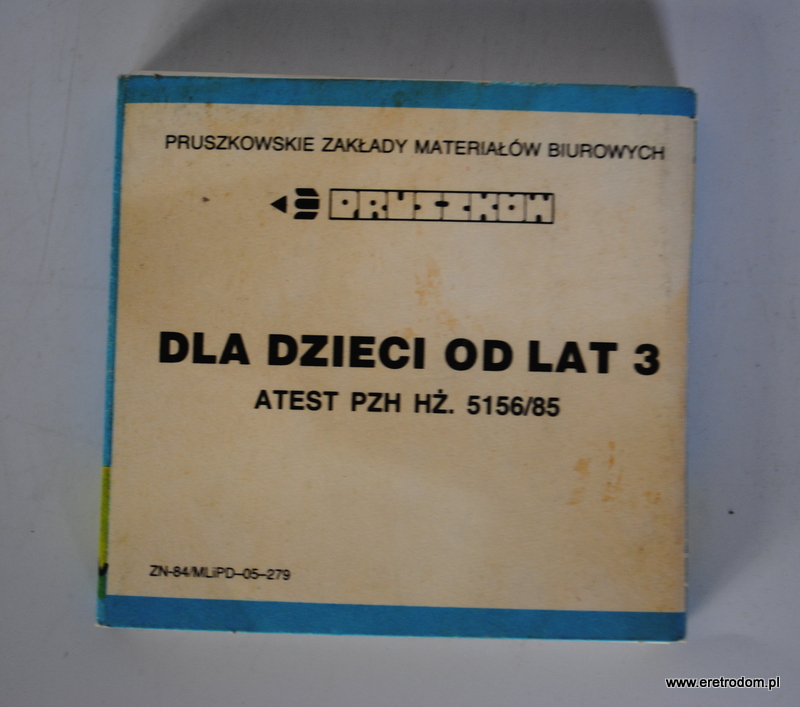 PRUSZKOWSKIE ZAKŁADY MATERIAŁÓW BIUROWYCH
PRUSZKÓW
DLA DZIECI OD LAT 3
ATEST PZH HŻ. 5156/85
ZN-84/MLiPD-05-279
www.eretrodom.pl